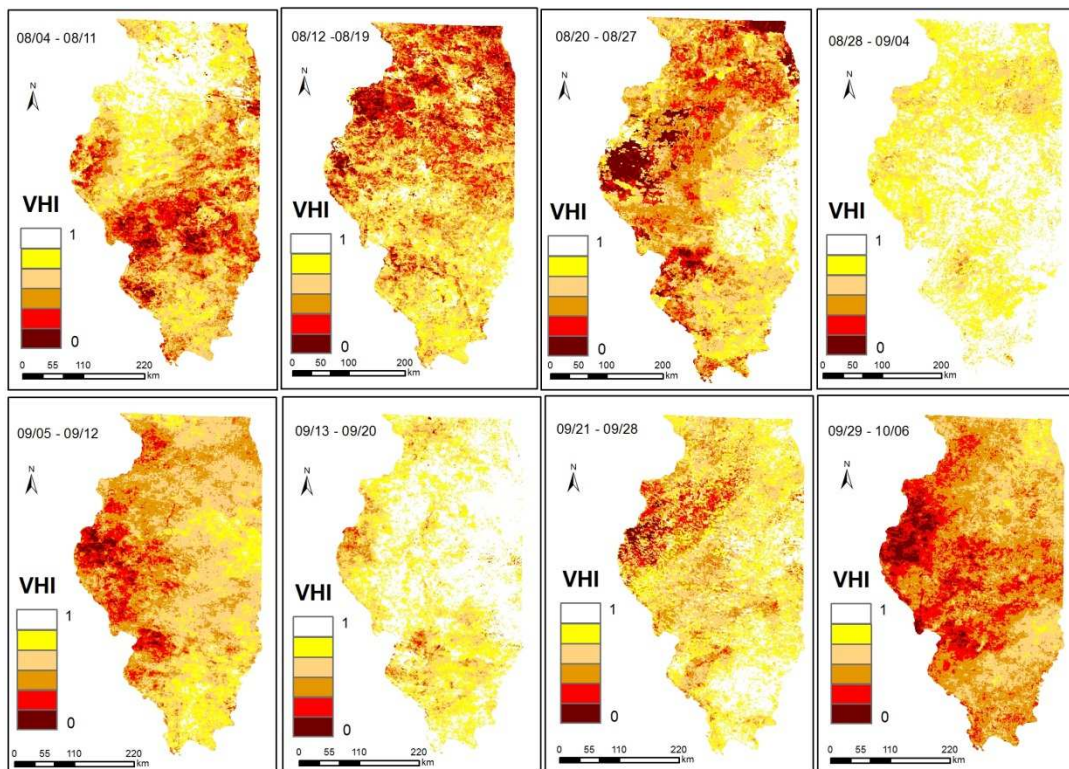 08/04 - 08/11
N
VHI
1
0
0 55 110 220
km
08/12 -08/19
N
VHI
1
0
0 50 100 200
km
08/20 - 08/27
N
VHI
1
0
0 50 100 200
km
08/28 - 09/04
N
VHI
1
0
0 50 100 200
km
09/05 - 09/12
N
VHI
1
0
0 55 110 220
km
09/13 - 09/20
N
VHI
1
0
0 55 110 220
km
09/21 - 09/28
N
VHI
1
0
0 55 110 220
km
09/29 - 10/06
N
VHI
1
0
0 55 110 220
km